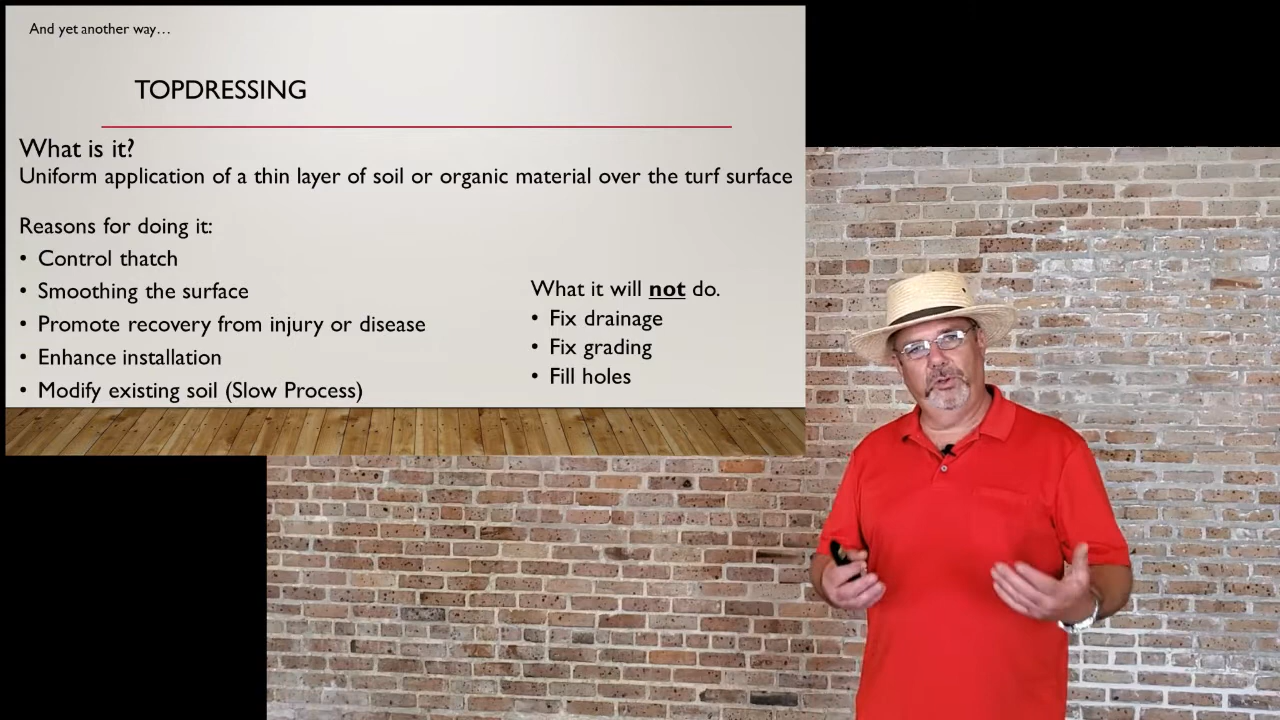 And yet another way…
TOPDRESSING
What is it?
Uniform application of a thin layer of soil or organic material over the turf surface
Reasons for doing it:
• Control thatch
• Smoothing the surface
• Promote recovery from injury or disease
• Enhance installation
• Modify existing soil (Slow Process)
What it will not do.
• Fix drainage
• Fix grading
• Fill holes